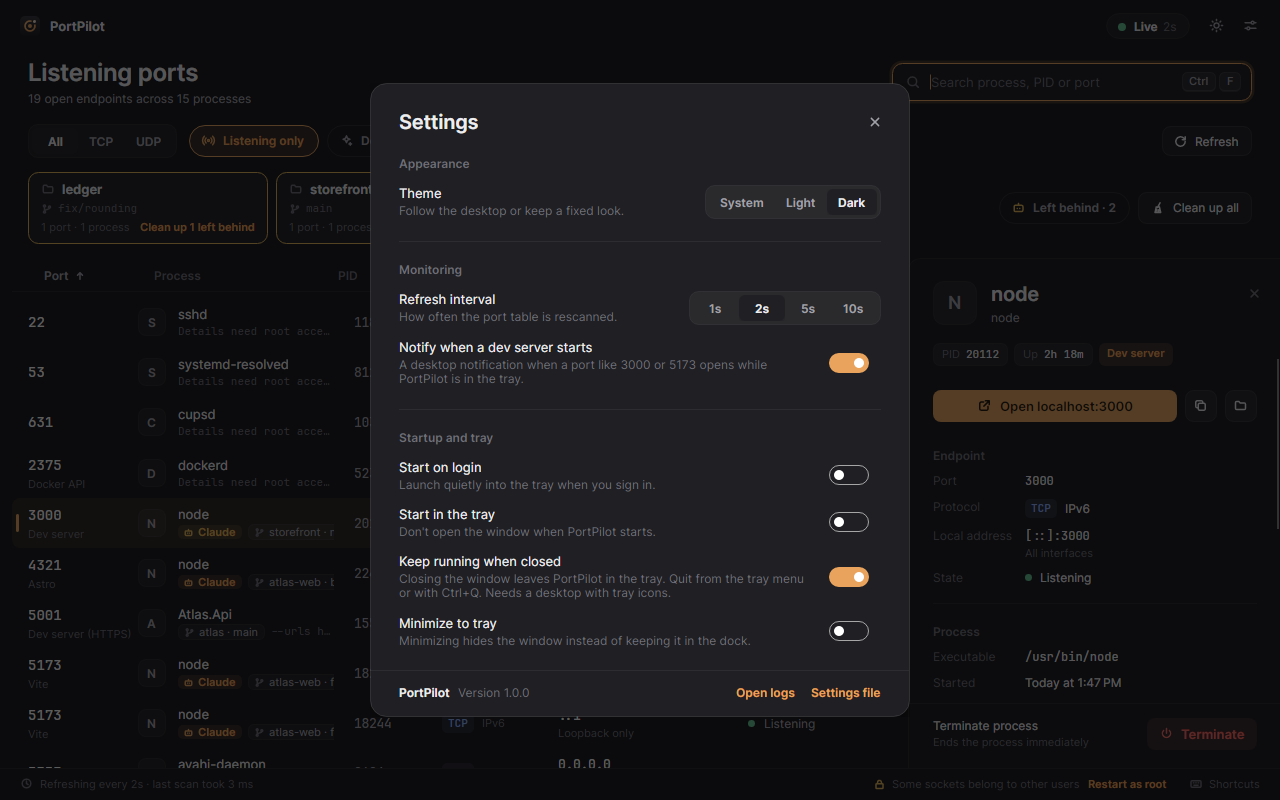 PortPilot
Live 2s
Listening ports
19 open endpoints across 15 processes
Search process, PID or port
Ctrl F
All TCP UDP
Listening only
Refresh
ledger
fix/rounding
1 port · 1 process Clean up 1 left behind
storefront
main
Left behind · 2
Clean up all
Port ↑ Process PID
22
S
sshd
Details need root acce…
53
S
systemd-resolved
Details need root acce…
631
C
cupsd
Details need root acce…
2375
Docker API
D
dockerd
Details need root acce…
3000
Dev server
N
node
Claude
4321
Astro
N
node
Claude
5001
Dev server (HTTPS)
A
Atlas.Api
atlas · main --urls h…
5173
Vite
N
node
Claude
5173
Vite
N
node
Claude
18244
TCP IPv6
Loopback only
Listening
avahi-daemon
0.0.0.0
Settings
Appearance
Theme
Follow the desktop or keep a fixed look.
System Light Dark
Monitoring
Refresh interval
How often the port table is rescanned.
1s 2s 5s 10s
Notify when a dev server starts
A desktop notification when a port like 3000 or 5173 opens while
PortPilot is in the tray.
Startup and tray
Start on login
Launch quietly into the tray when you sign in.
Start in the tray
Don't open the window when PortPilot starts.
Keep running when closed
Closing the window leaves PortPilot in the tray. Quit from the tray menu
or with Ctrl+Q. Needs a desktop with tray icons.
Minimize to tray
Minimizing hides the window instead of keeping it in the dock.
PortPilot Version 1.0.0
Open logs Settings file
N
node
node
PID 20112
Up 2h 18m
Dev server
Open localhost:3000
Endpoint
Port 3000
Protocol TCP IPv6
Local address [::]:3000
All interfaces
State Listening
Process
Executable /usr/bin/node
Started Today at 1:47 PM
Terminate process
Ends the process immediately
Terminate
Refreshing every 2s · last scan took 3 ms
Some sockets belong to other users Restart as root
Shortcuts